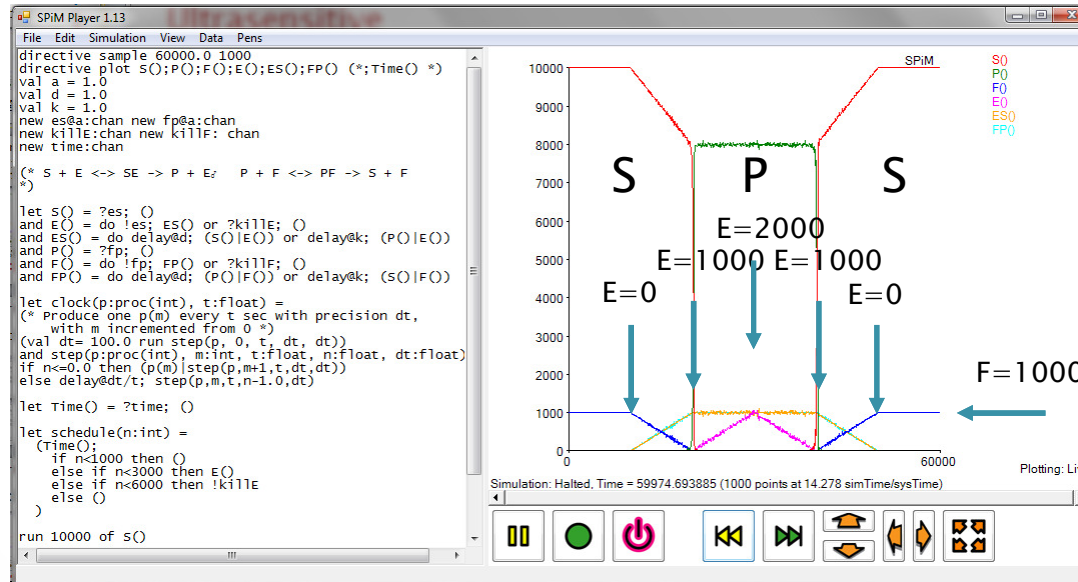 Ultrasensitive
SPiM Player 1.13
File Edit Simulation View Data Pens
directive sample 60000.0 1000
directive plot S();P();F();E();ES();FP() (*;Time() *)
val a = 1.0
val d = 1.0
val k = 1.0
new es@a:chan new fp@a:chan
new killE:chan new killF: chan
new time:chan
(* S + E <-> SE -> P + E; P + F <-> PF -> S + F
*)
let S() = ?es; ()
and E() = do !es; ES() or ?killE; ()
and ES() = do delay@d; (S()|E()) or delay@k; (P()|E())
and P() = ?fp; ()
and F() = do !fp; FP() or ?killF; ()
and FP() = do delay@d; (P()|F()) or delay@k; (S()|F())
let clock(p:proc(int), t:float) =
(* Produce one p(m) every t sec with precision dt,
with m incremented from 0 *)
(val dt= 100.0 run step(p, 0, t, dt, dt))
and step(p:proc(int), m:int, t:float, n:float, dt:float)
if n<=0.0 then (p(m)|step(p,m+1,t,dt,dt))
else delay@dt/t; step(p,m,t,n-1.0,dt)
let Time() = ?time; ()
let schedule(n:int) =
(Time();
if n<1000 then ()
else if n<3000 then E()
else if n<6000 then !killE
else ()
)
run 10000 of S()
10000
9000
8000
7000
6000
5000
4000
3000
2000
1000
0
0
60000
SPiM
S()
P()
F()
E()
ES()
FP()
S P S
E=2000
E=1000 E=1000
E=0 E=0
F=1000
Plotting: Li
Simulation: Halted, Time = 59974.693885 (1000 points at 14.278 simTime/sysTime)